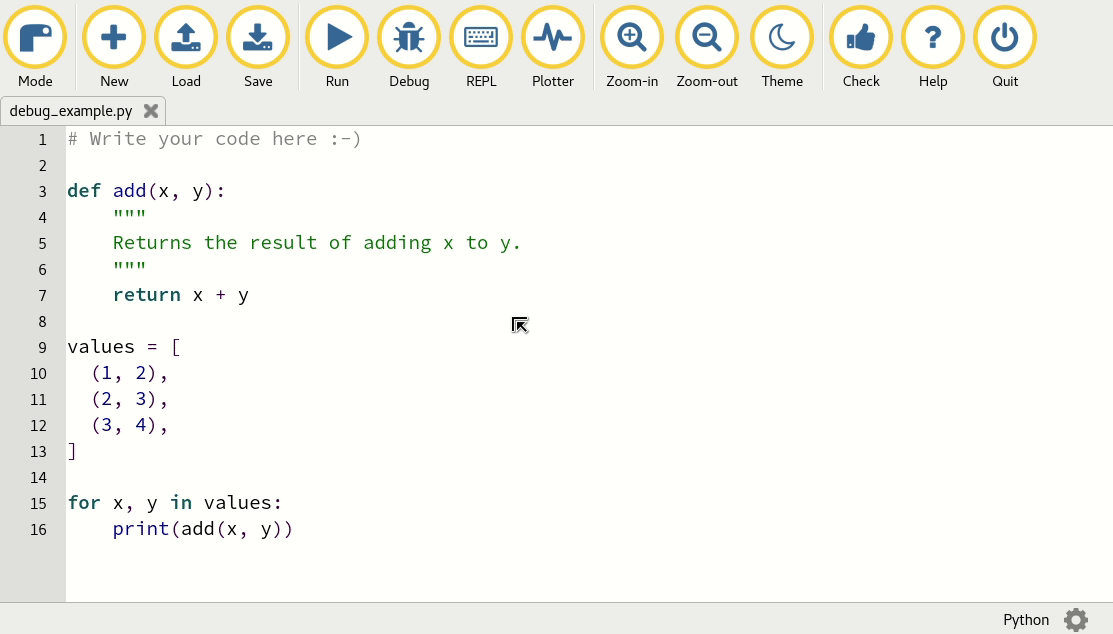 Mode New Load Save Run Debug REPL Plotter Zoom-in Zoom-out Theme Check Help Quit
debug_example.py
1 # Write your code here :-)
2
3 def add(x, y):
4     """
5     Returns the result of adding x to y.
6     """
7     return x + y
8
9 values = [
10   (1, 2),
11   (2, 3),
12   (3, 4),
13 ]
14
15 for x, y in values:
16     print(add(x, y))
Python